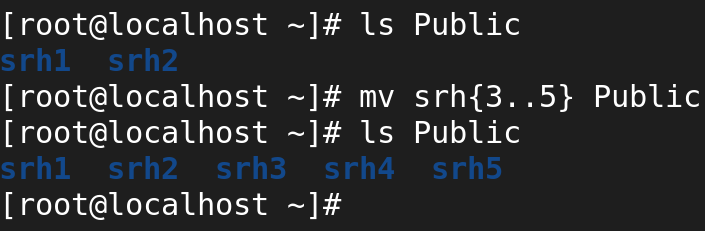 [root@localhost ~]# ls Public
srh1  srh2
[root@localhost ~]# mv srh{3..5} Public
[root@localhost ~]# ls Public
srh1  srh2  srh3  srh4  srh5
[root@localhost ~]#